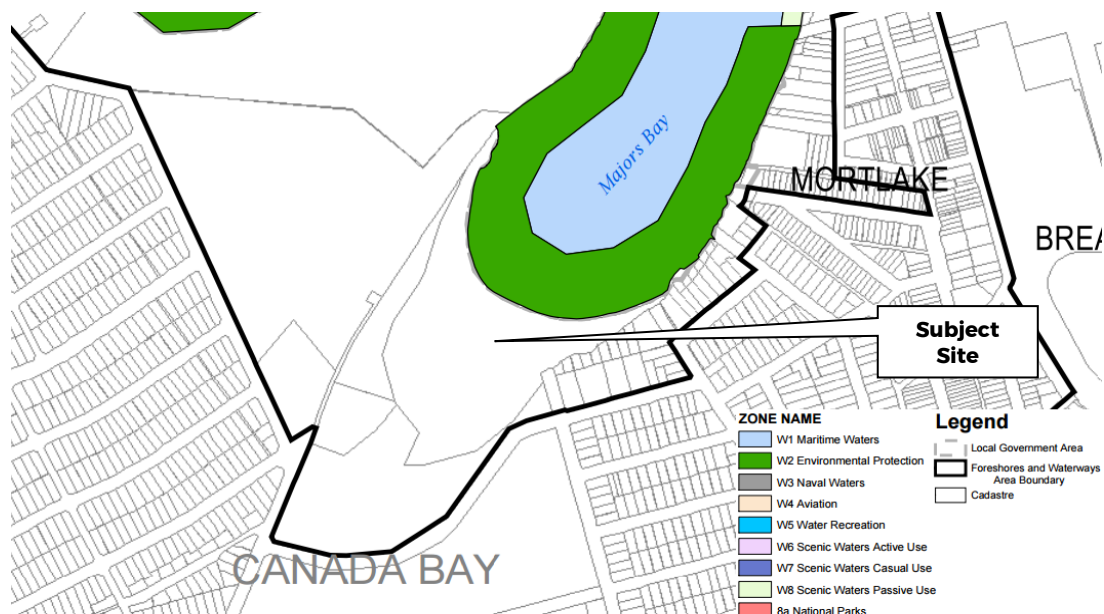 Majors Bay
MORTLAKE
BREA
Subject
Site
CANADA BAY
ZONE NAME
W1 Maritime Waters
W2 Environmental Protection
W3 Naval Waters
W4 Aviation
W5 Water Recreation
W6 Scenic Waters Active Use
W7 Scenic Waters Casual Use
W8 Scenic Waters Passive Use
8a National Parks
Legend
Local Government Area
Foreshores and Waterways
Area Boundary
Cadastre